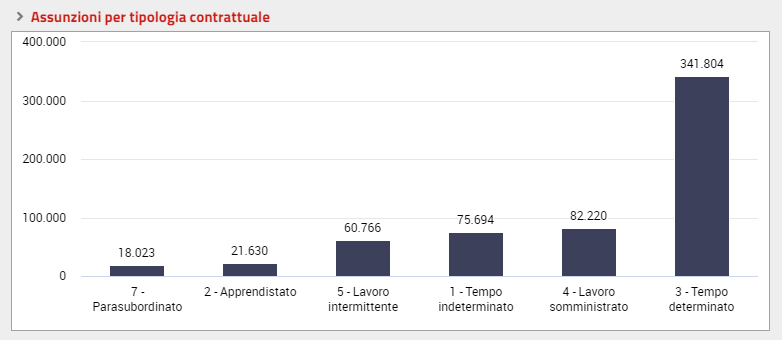 Assunzioni per tipologia contrattuale
400.000
300.000
200.000
100.000
0
18.023
21.630
60.766
75.694
82.220
341.804
7 -
Parasubordinato
2 - Apprendistato
5 - Lavoro
intermittente
1 - Tempo
indeterminato
4 - Lavoro
somministrato
3 - Tempo
determinato